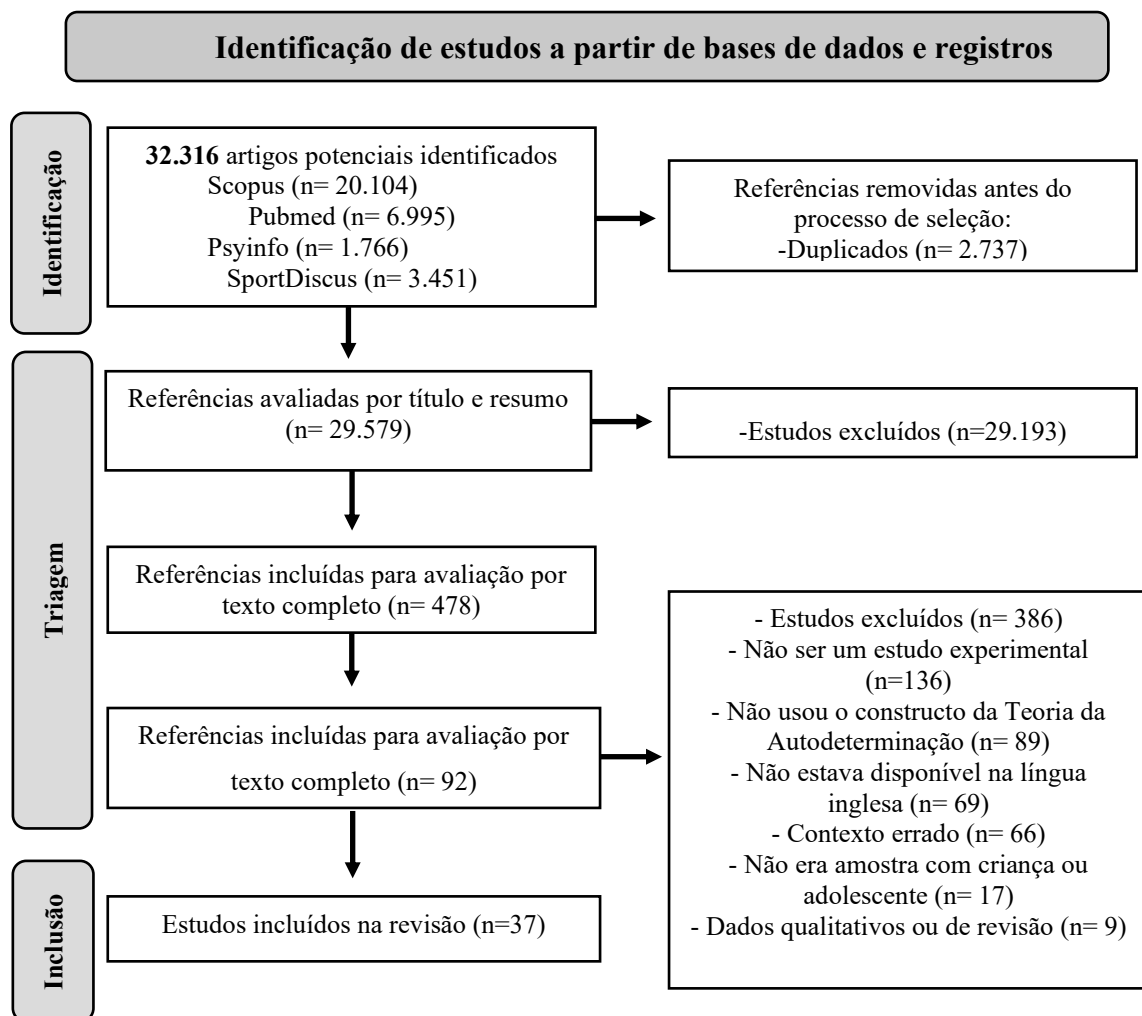 Identificação de estudos a partir de bases de dados e registros
Identificação
32.316 artigos potenciais identificados
Scopus (n= 20.104)
Pubmed (n= 6.995)
Psyinfo (n= 1.766)
SportDiscus (n= 3.451)
Referências removidas antes do
processo de seleção:
-Duplicados (n= 2.737)
Triagem
Referências avaliadas por título e resumo
(n= 29.579)
-Estudos excluídos (n=29.193)
Referências incluídas para avaliação por
texto completo (n= 478)
Referências incluídas para avaliação por
texto completo (n= 92)
- Estudos excluídos (n= 386)
- Não ser um estudo experimental
(n=136)
- Não usou o constructo da Teoria da
Autodeterminação (n= 89)
- Não estava disponível na língua
inglesa (n= 69)
- Contexto errado (n= 66)
- Não era amostra com criança ou
adolescente (n= 17)
- Dados qualitativos ou de revisão (n= 9)
Inclusão
Estudos incluídos na revisão (n=37)